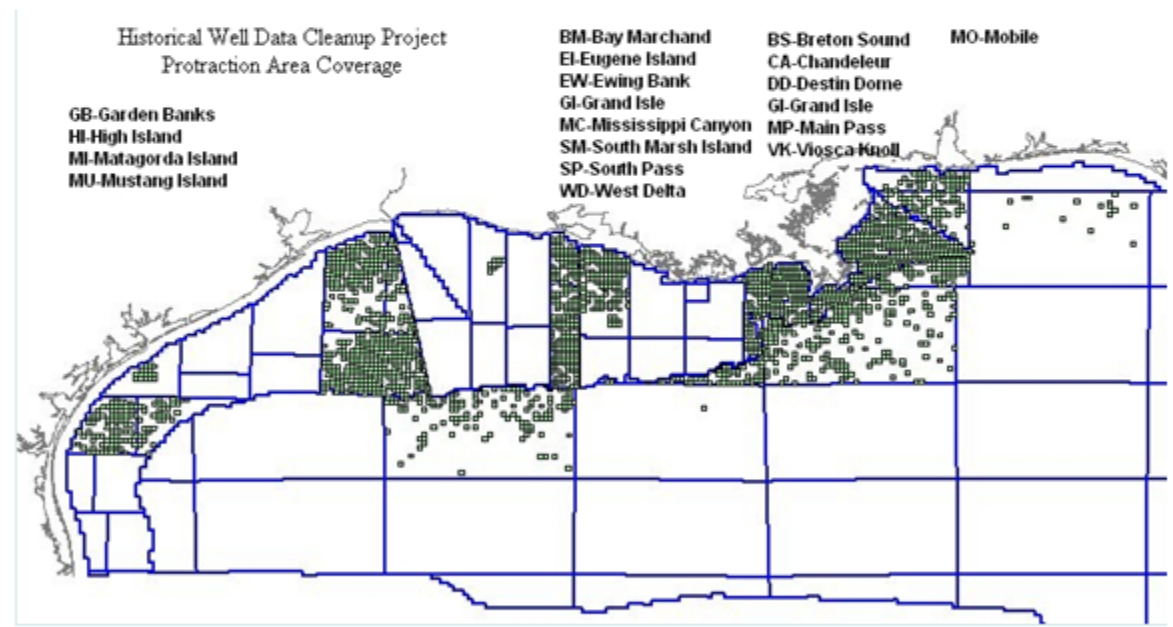 Historical Well Data Cleanup Project
Protraction Area Coverage
GB-Garden Banks
HI-High Island
MI-Matagorda Island
MU-Mustang Island
BM-Bay Marchand
EI-Eugene Island
EW-Ewing Bank
GI-Grand Isle
MC-Mississippi Canyon
SM-South Marsh Island
SP-South Pass
WD-West Delta
BS-Breton Sound
CA-Chandeleur
DD-Destin Dome
GI-Grand Isle
MP-Main Pass
VK-Viosca Knoll
MO-Mobile